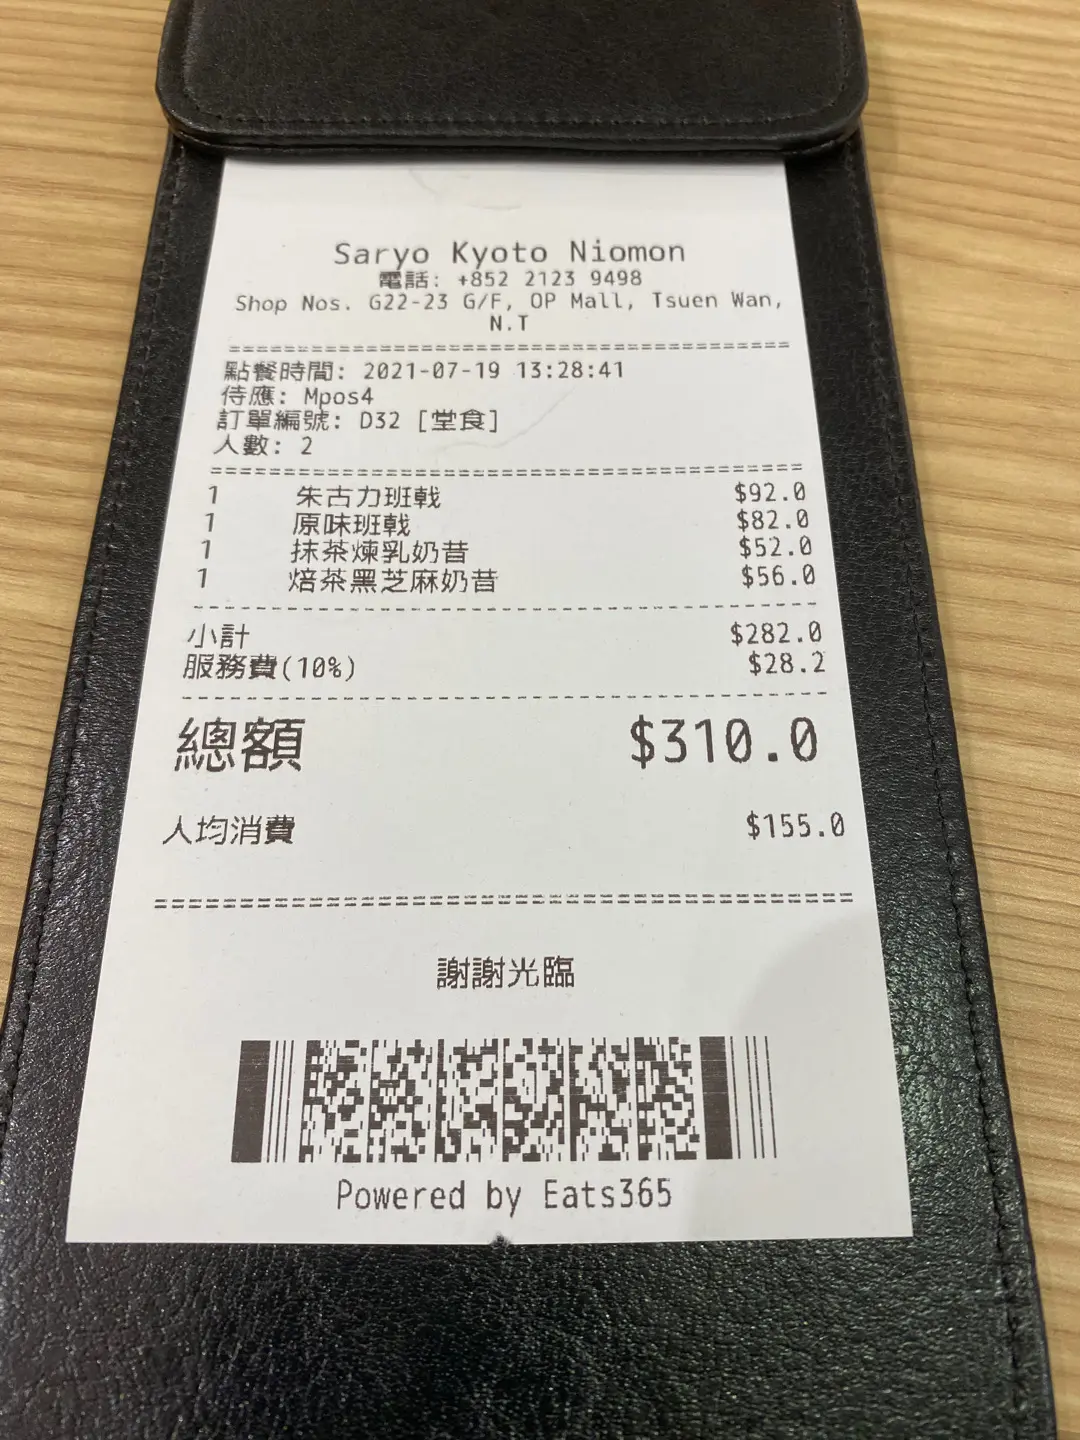 Saryo Kyoto Niomon
電話: +852 2123 9498
Shop Nos. G22-23 G/F, OP Mall, Tsuen Wan,
N.T
點餐時間: 2021-07-19 13:28:41
侍應: Mpos4
訂單編號: D32 [堂食]
人數: 2
1 朱古力班戟 $92.0
1 原味班戟 $82.0
1 抹茶煉乳奶昔 $52.0
1 焙茶黑芝麻奶昔 $56.0
小計 $282.0
服務費(10%) $28.2
總額 $310.0
人均消費 $155.0
謝謝光臨
Powered by Eats365